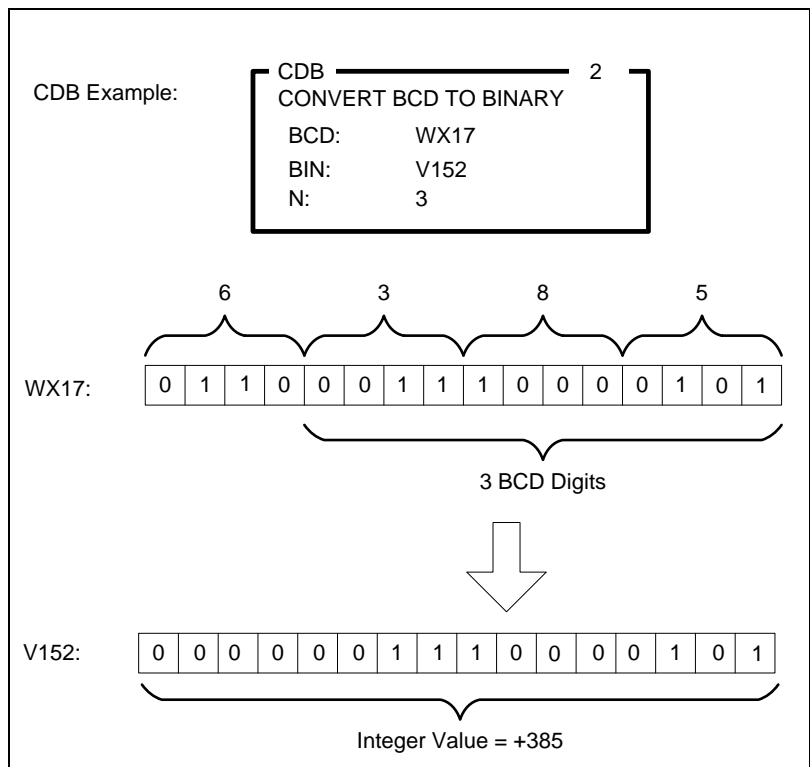 CDB 2
CDB Example:
CONVERT BCD TO BINARY
BCD: WX17
BIN: V152
N: 3
6 3 8 5
WX17: 0 1 1 0 0 0 1 1 1 0 0 0 0 1 0 1
3 BCD Digits
V152: 0 0 0 0 0 0 1 1 1 0 0 0 0 1 0 1
Integer Value = +385